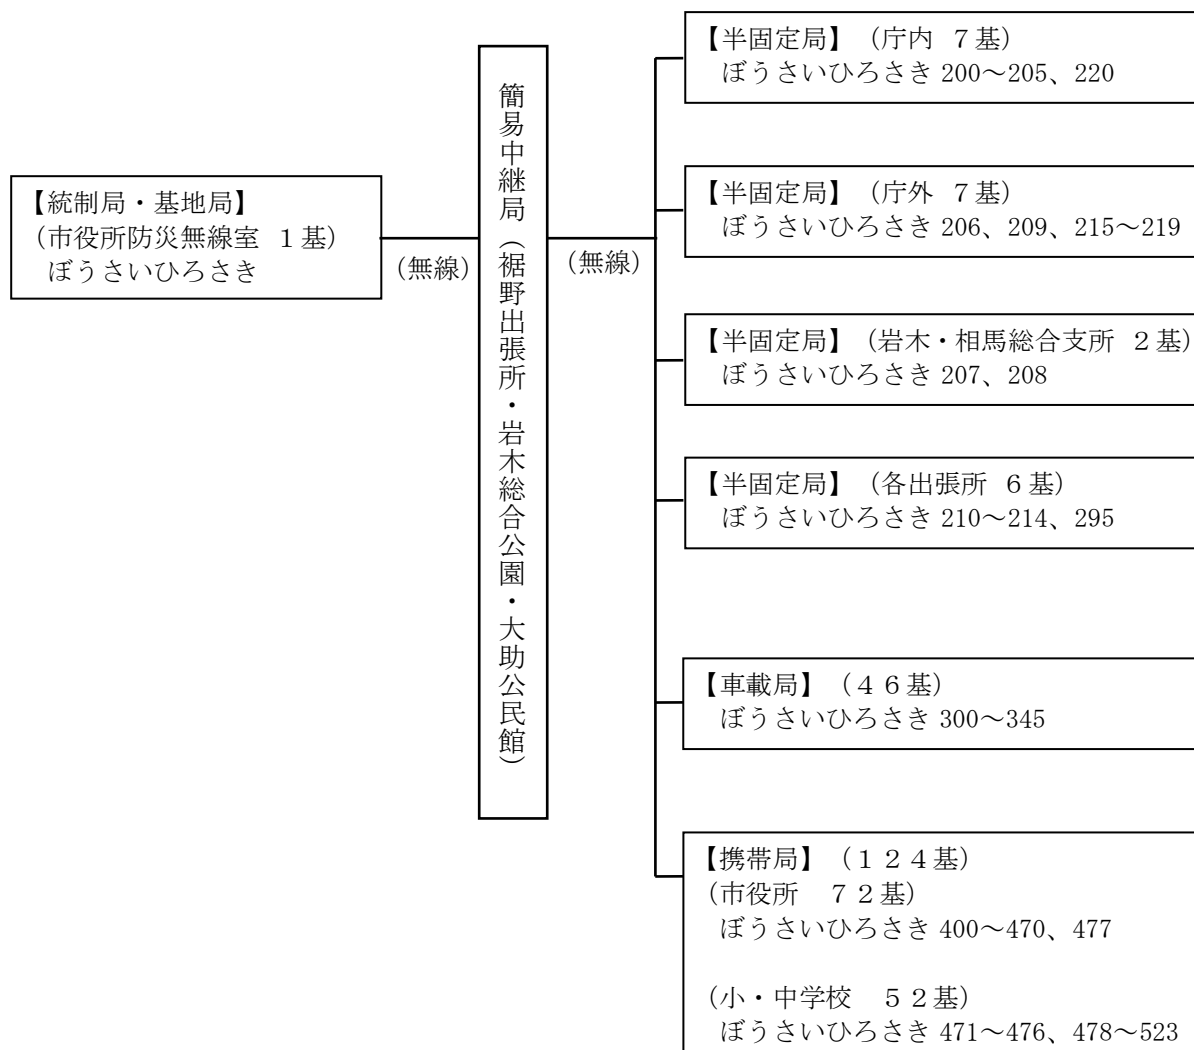 【統制局・基地局】
（市役所防災無線室 １基）
ぼうさいひろさき
（無線）
簡易中継局（裾野出張所・岩木総合公園・大助公民館）
（無線）
【半固定局】（庁内 ７基）
ぼうさいひろさき 200～205、220
【半固定局】（庁外 ７基）
ぼうさいひろさき 206、209、215～219
【半固定局】（岩木・相馬総合支所 ２基）
ぼうさいひろさき 207、208
【半固定局】（各出張所 ６基）
ぼうさいひろさき 210～214、295
【車載局】（４６基）
ぼうさいひろさき 300～345
【携帯局】（１２４基）
（市役所　７２基）
ぼうさいひろさき 400～470、477
（小・中学校　５２基）
ぼうさいひろさき 471～476、478～523